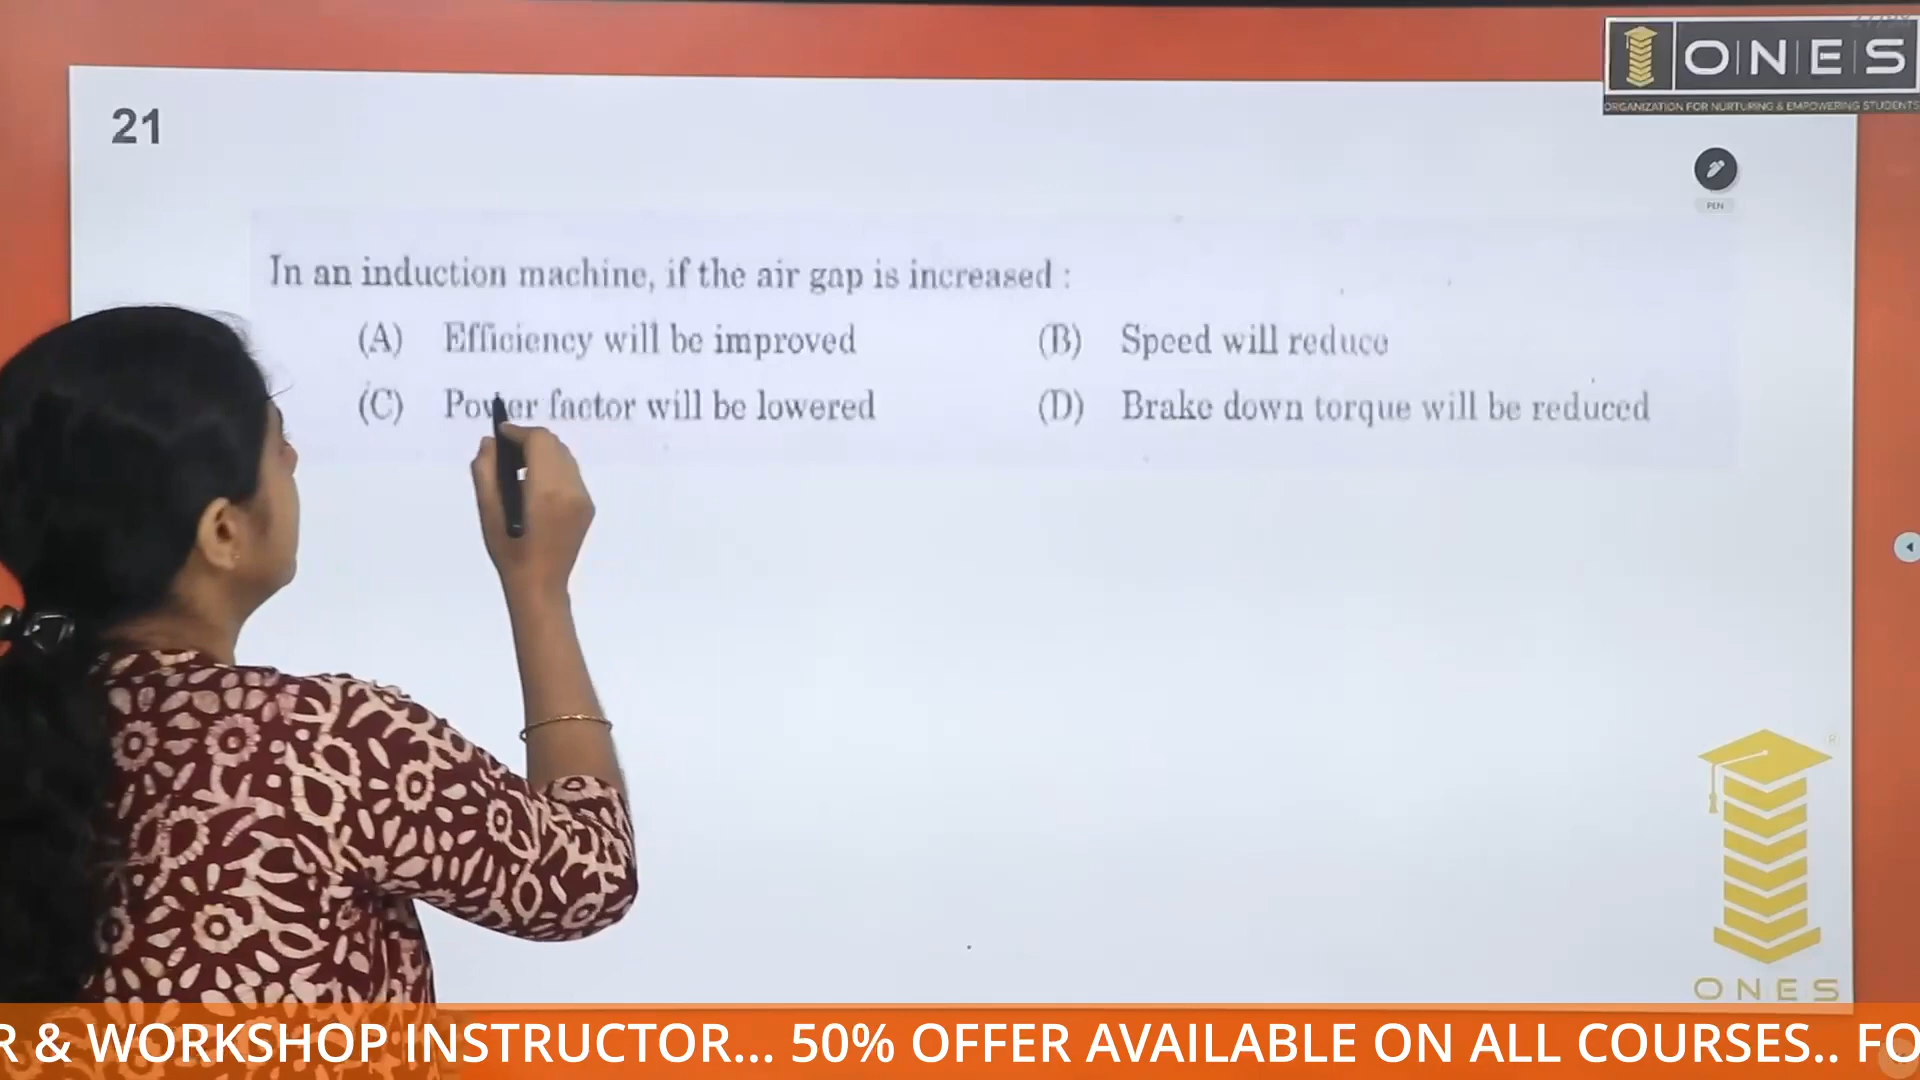 ONES
ORGANIZATION FOR NURTURING & EMPOWERING STUDENTS
21
PEN
In an induction machine, if the air gap is increased :
(A) Efficiency will be improved (B) Speed will reduce
(C) Power factor will be lowered (D) Brake down torque will be reduced
ONES
R & WORKSHOP INSTRUCTOR... 50% OFFER AVAILABLE ON ALL COURSES.. FO